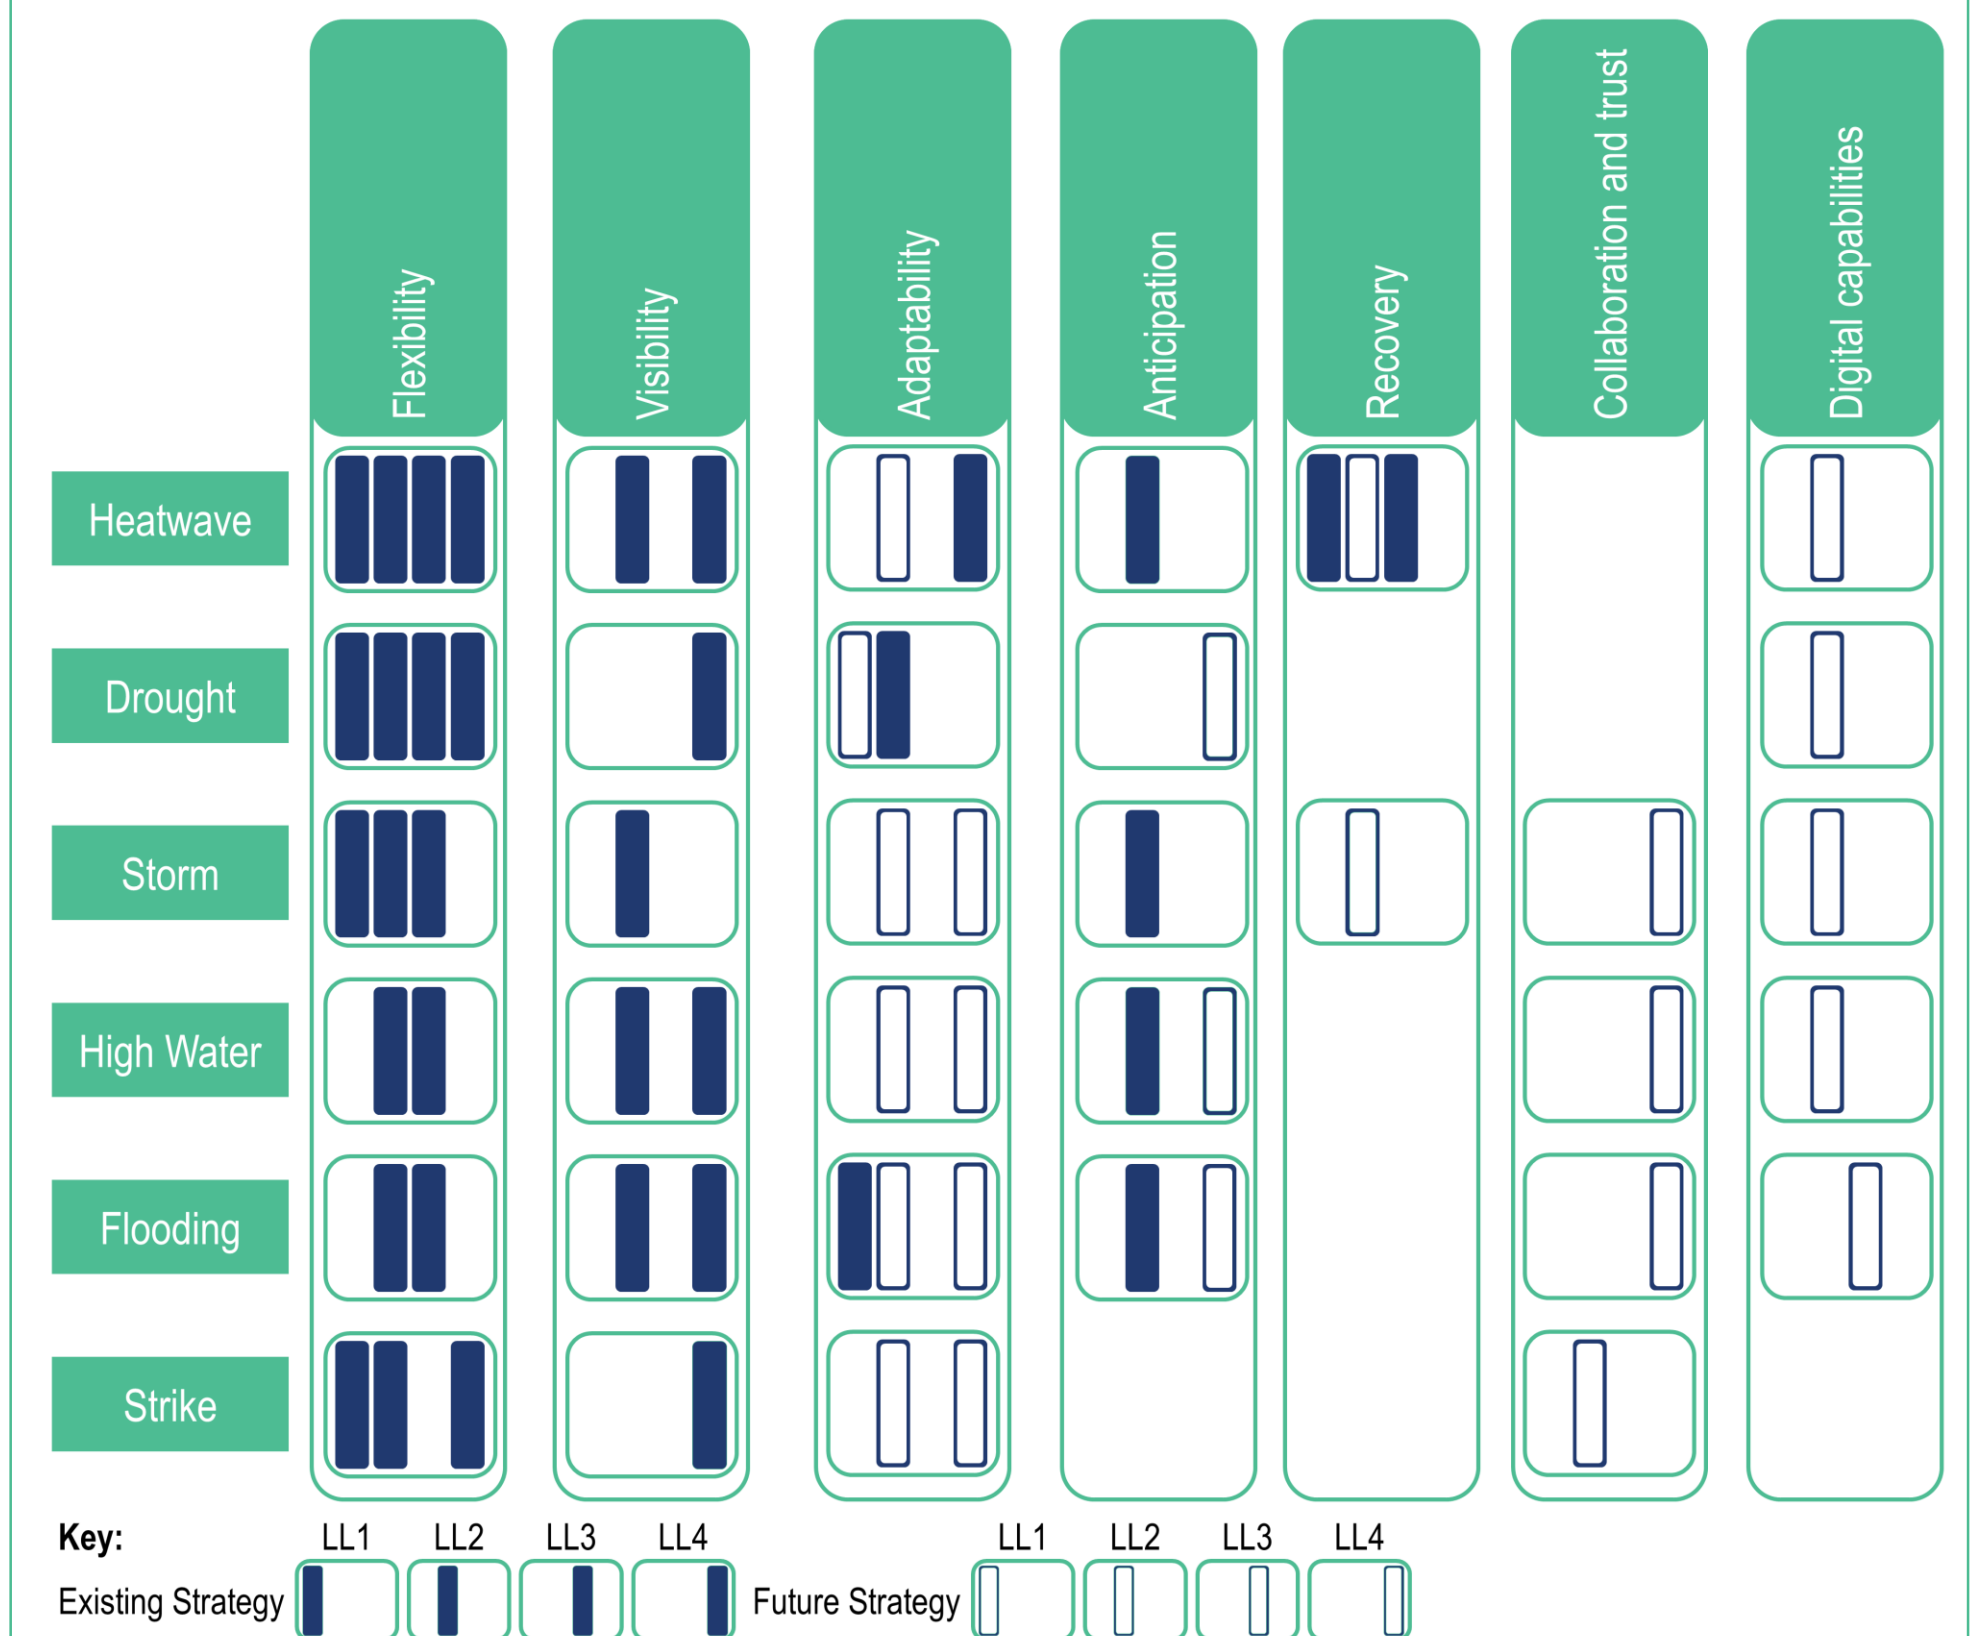 Flexibility
Visibility
Adaptability
Anticipation
Recovery
Collaboration and trust
Digital capabilities
Heatwave
Drought
Storm
High Water
Flooding
Strike
Key: LL1 LL2 LL3 LL4 LL1 LL2 LL3 LL4
Existing Strategy Future Strategy